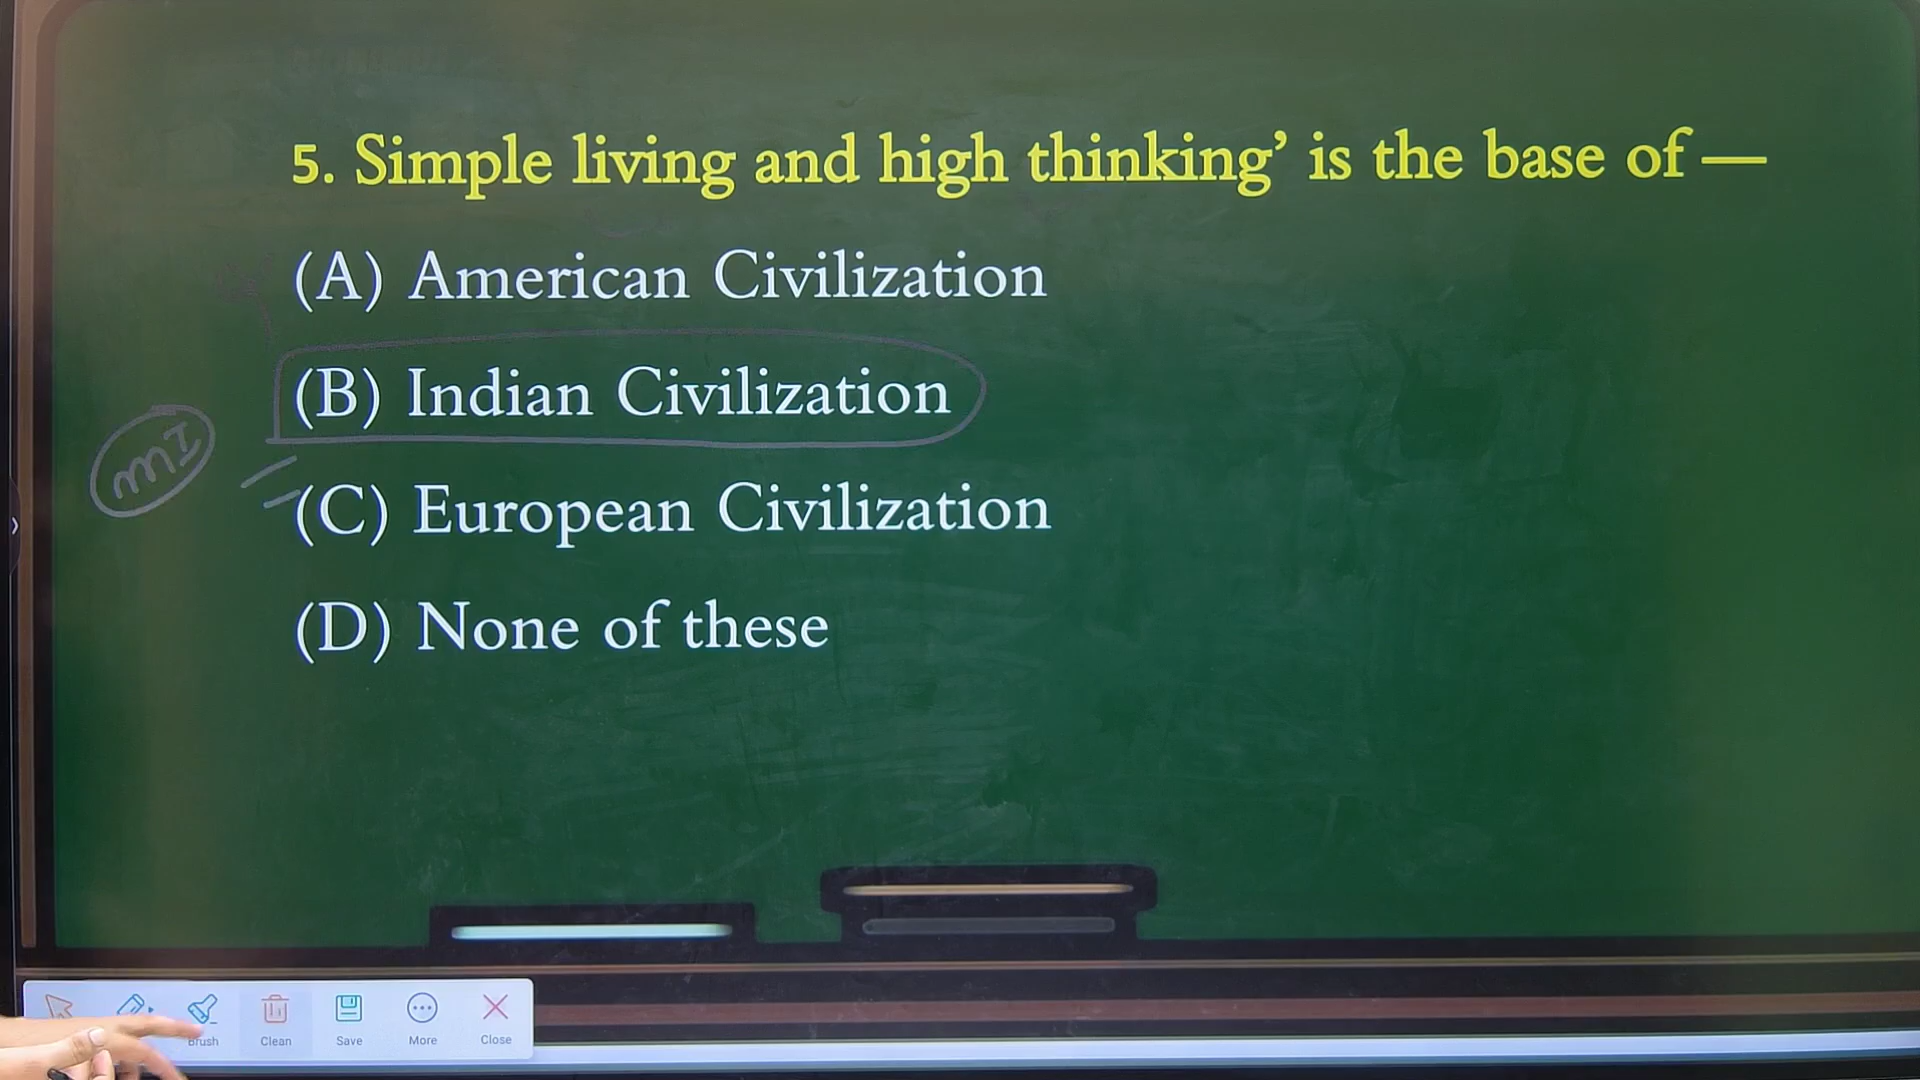 5. Simple living and high thinking’ is the base of —
(A) American Civilization
(B) Indian Civilization
mI
(C) European Civilization
(D) None of these
Brush
Clean
Save
More
Close